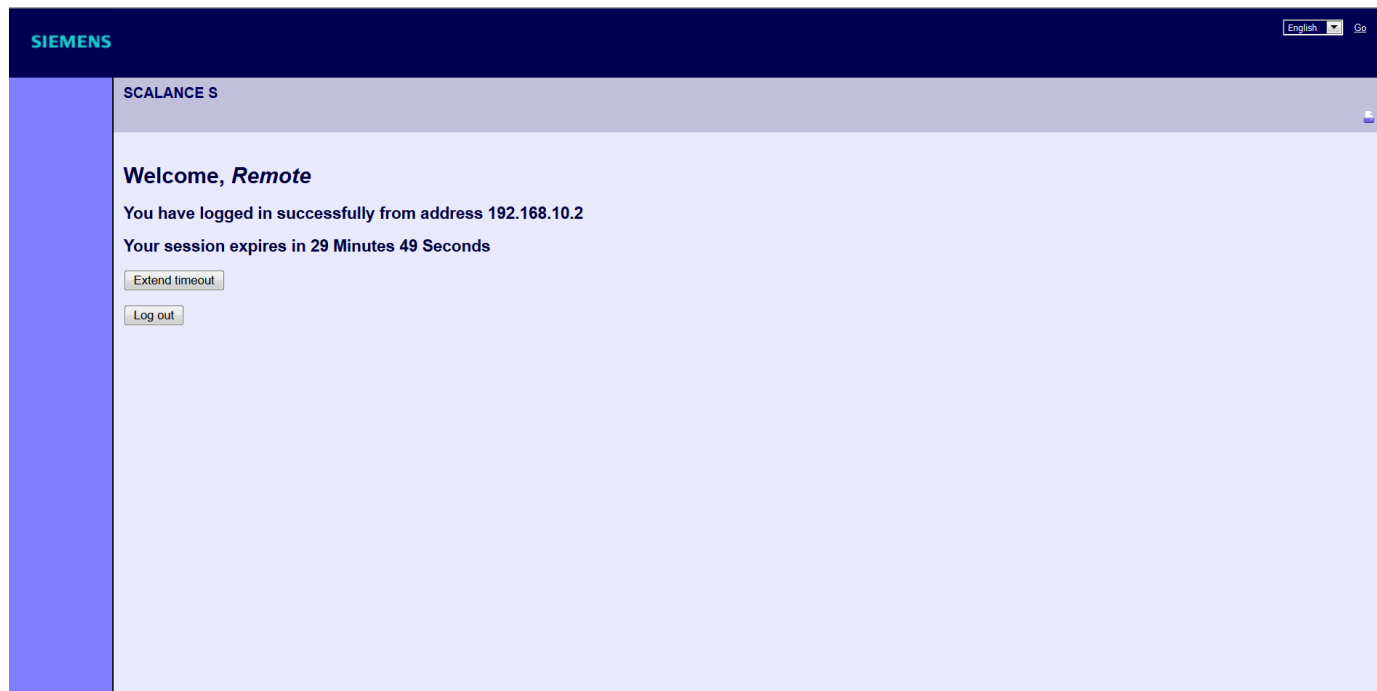 SIEMENS
English
Go
SCALANCE S
Welcome, Remote
You have logged in successfully from address 192.168.10.2
Your session expires in 29 Minutes 49 Seconds
Extend timeout
Log out